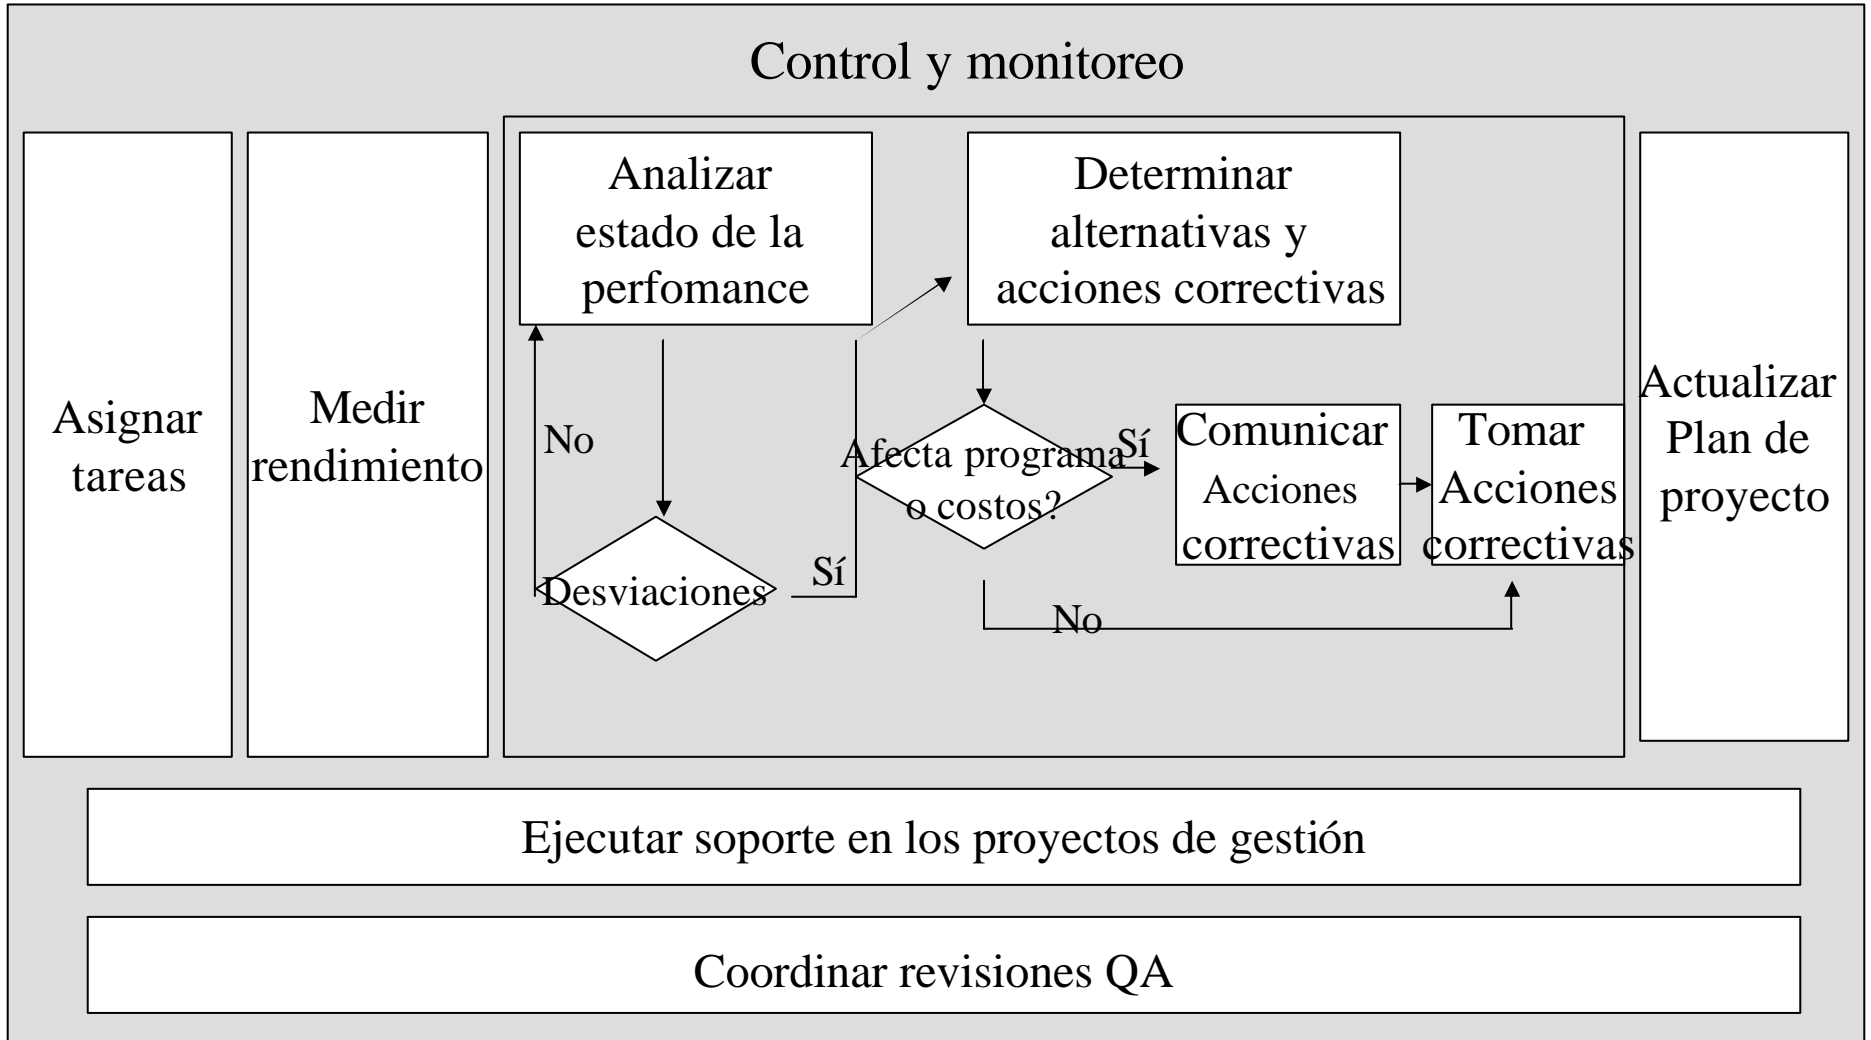 Control y monitoreo
Asignar
tareas
Medir
rendimiento
Analizar
estado de la
perfomance
No
Desviaciones
Sí
Determinar
alternativas y
acciones correctivas
Afecta programa
o costos?
Sí
No
Comunicar
Acciones
correctivas
Tomar
Acciones
correctivas
Actualizar
Plan de
proyecto
Ejecutar soporte en los proyectos de gestión
Coordinar revisiones QA